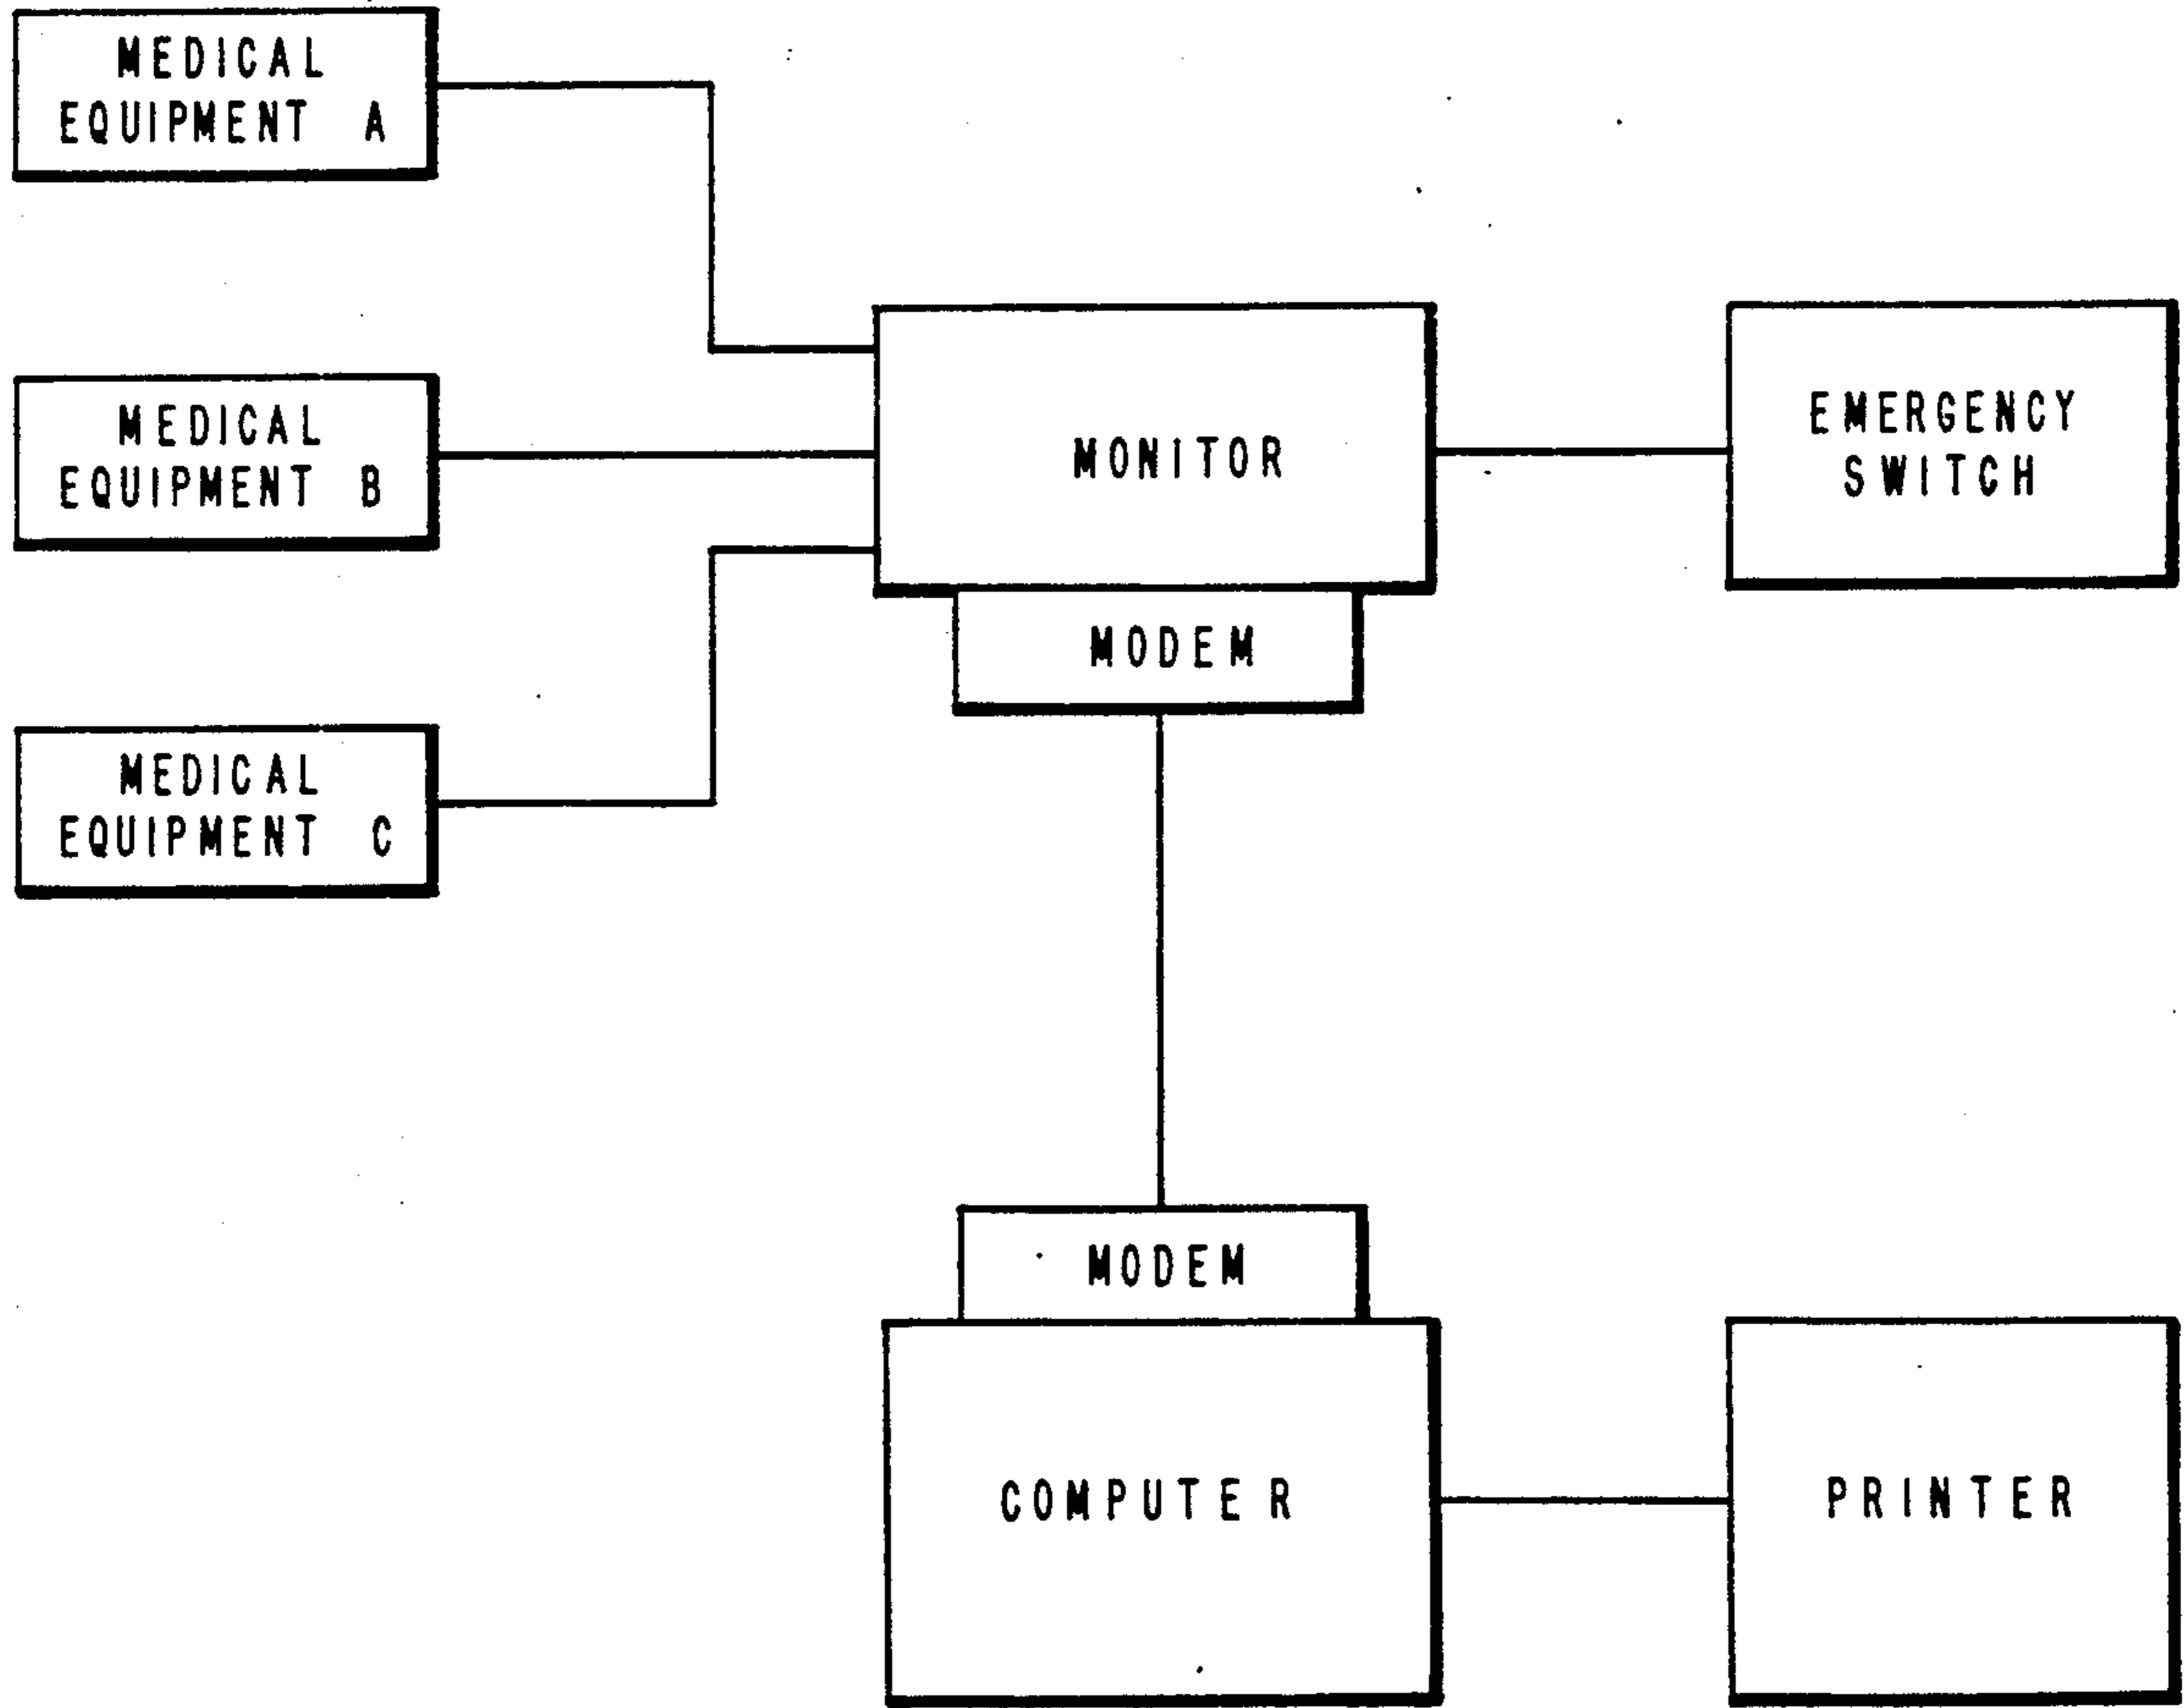 MEDICAL
EQUIPMENT A
MEDICAL
EQUIPMENT B
MONITOR
EMERGENCY
SWITCH
MODEM
MEDICAL
EQUIPMENT C
MODEM
COMPUTER
PRINTER